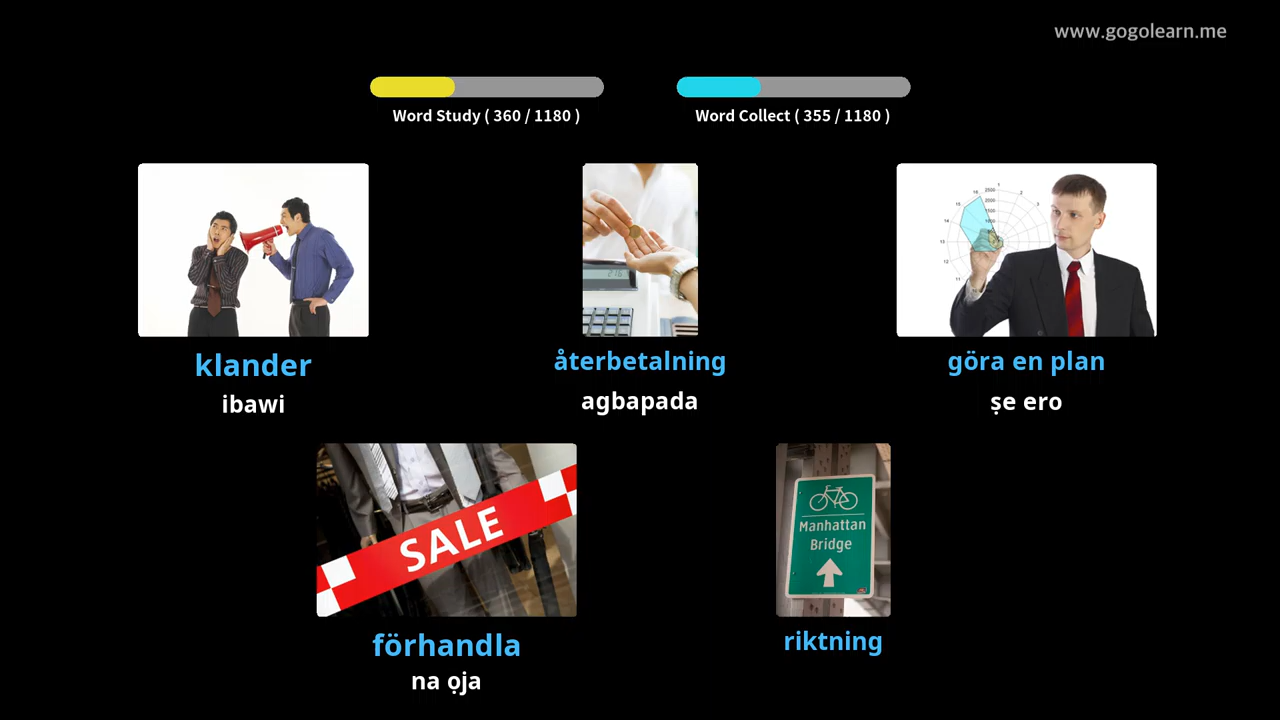 www.gogolearn.me
Word Study ( 360 / 1180 )
Word Collect ( 355 / 1180 )
klander
ibawi
återbetalning
agbapada
göra en plan
ṣe ero
SALE
förhandla
na ọja
Manhattan
Bridge
riktning